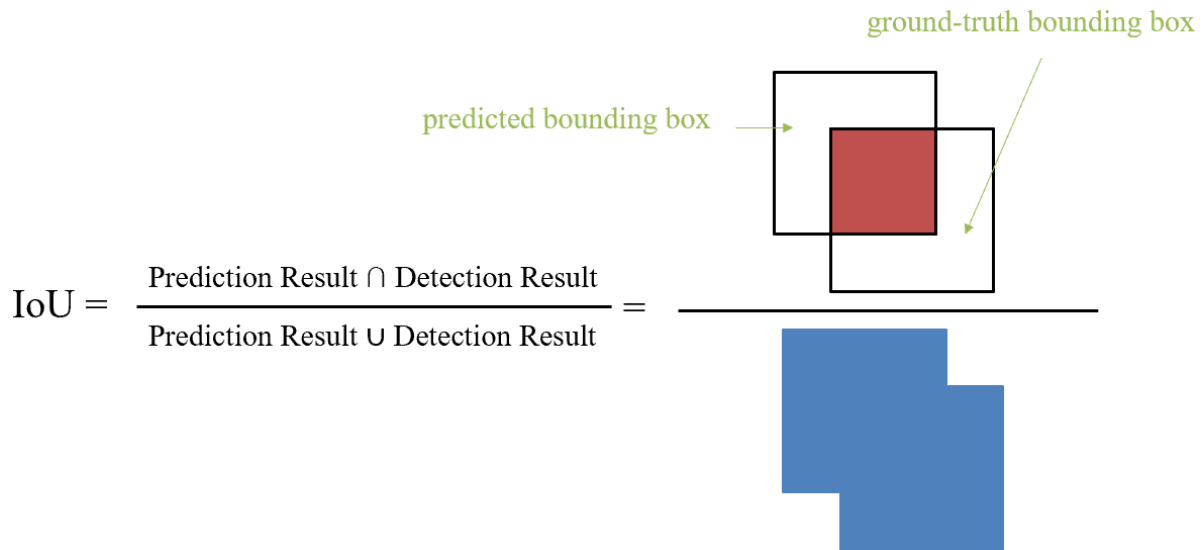 ground-truth bounding box
predicted bounding box
IoU =
Prediction Result ∩ Detection Result
Prediction Result ∪ Detection Result
=